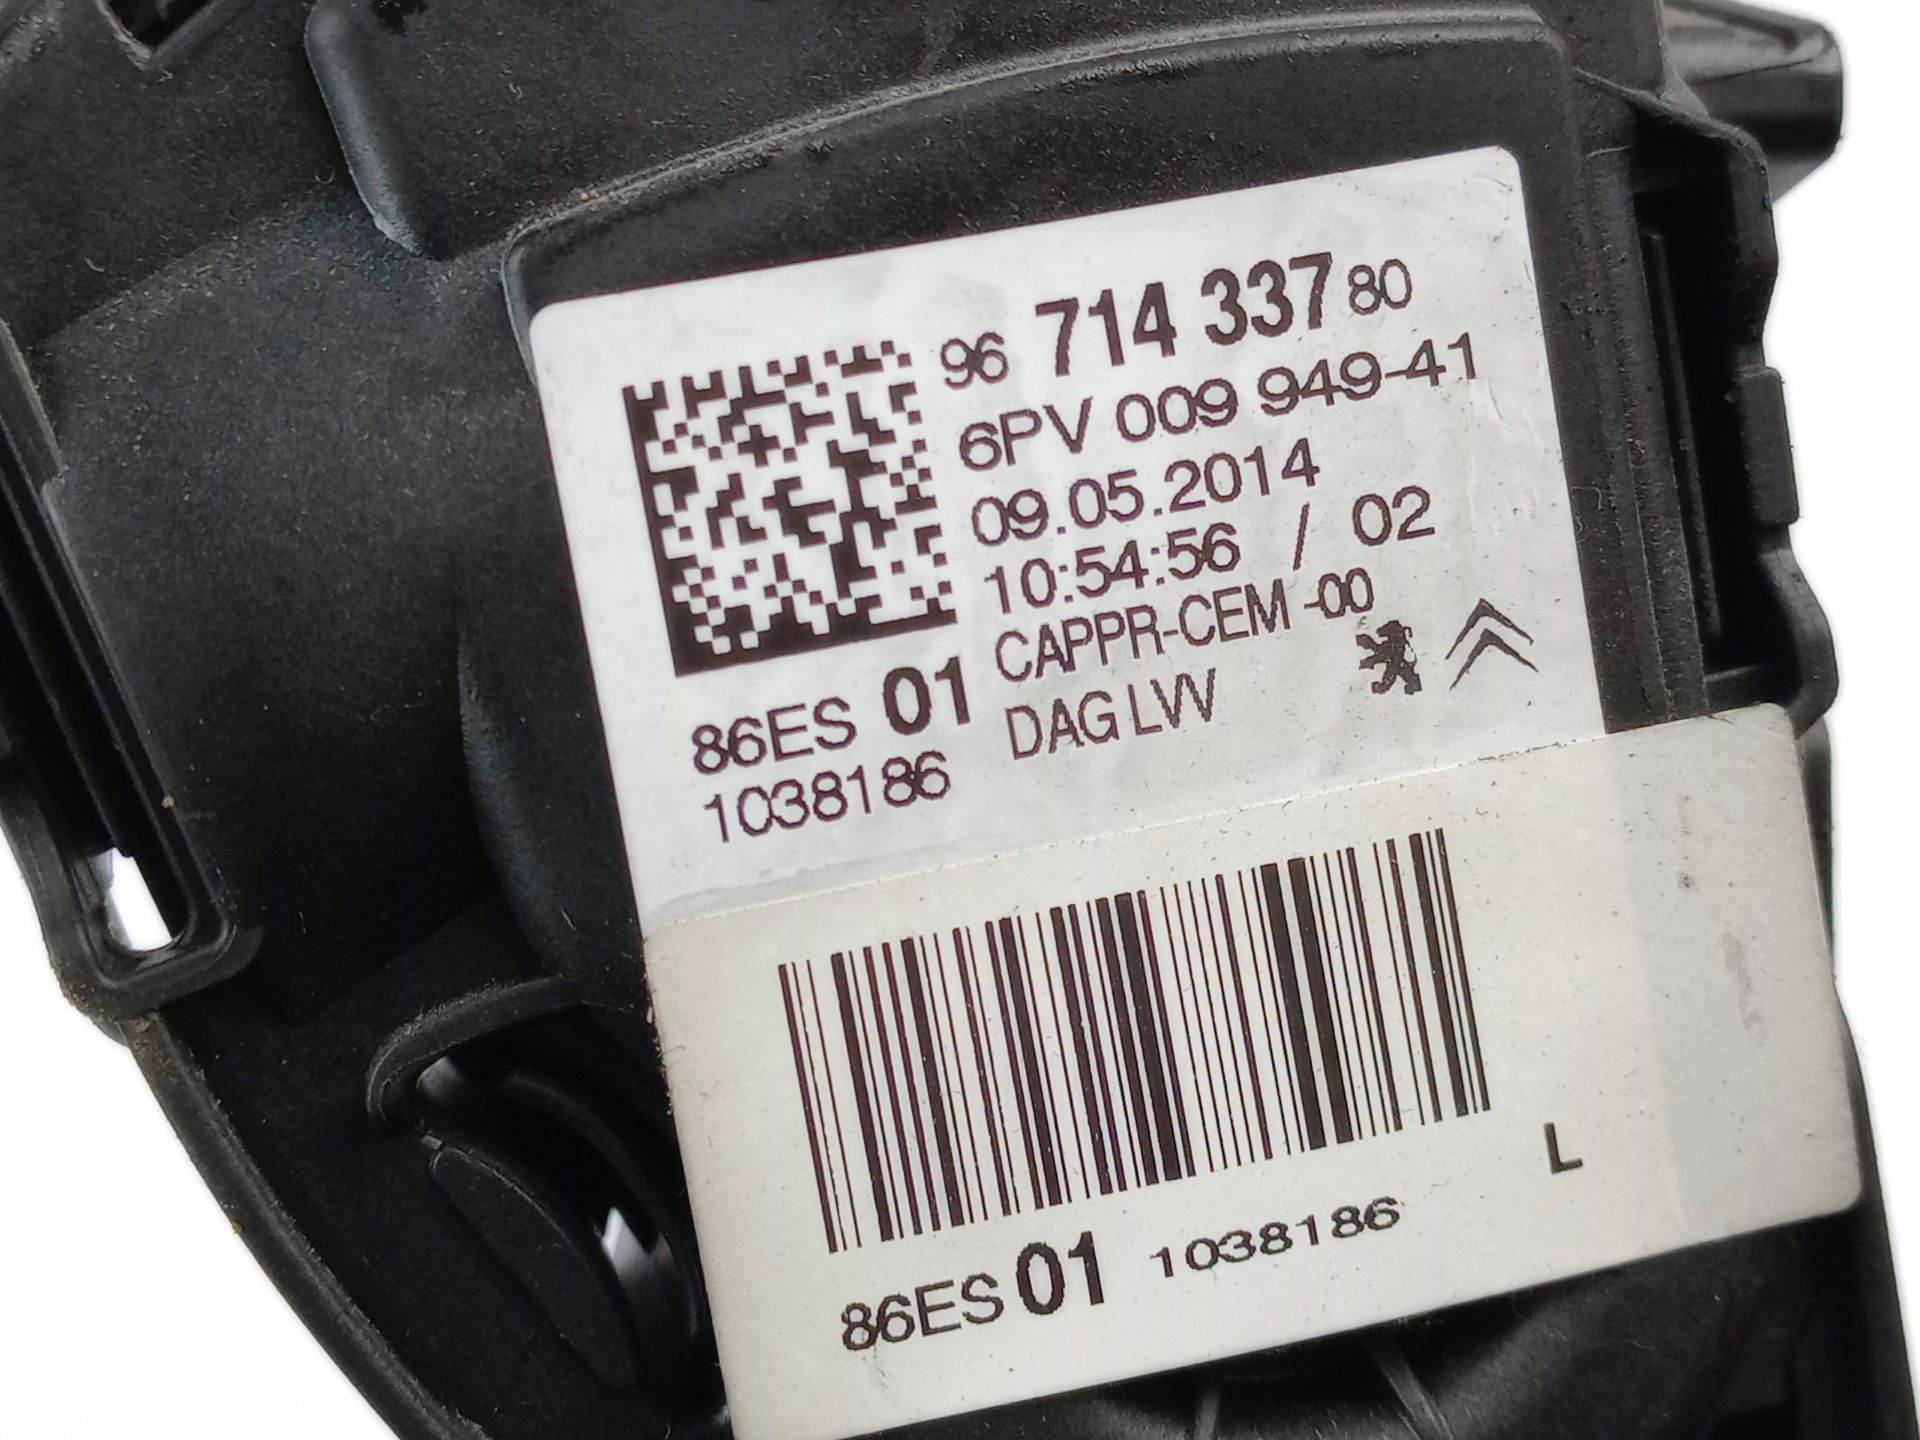 96 714 337 80
6PV 009 949-41
09.05.2014
10:54:56 / 02
CAPPR-CEM -00
DAG LVV
86ES 01
1038186
L
86ES 01 1038186